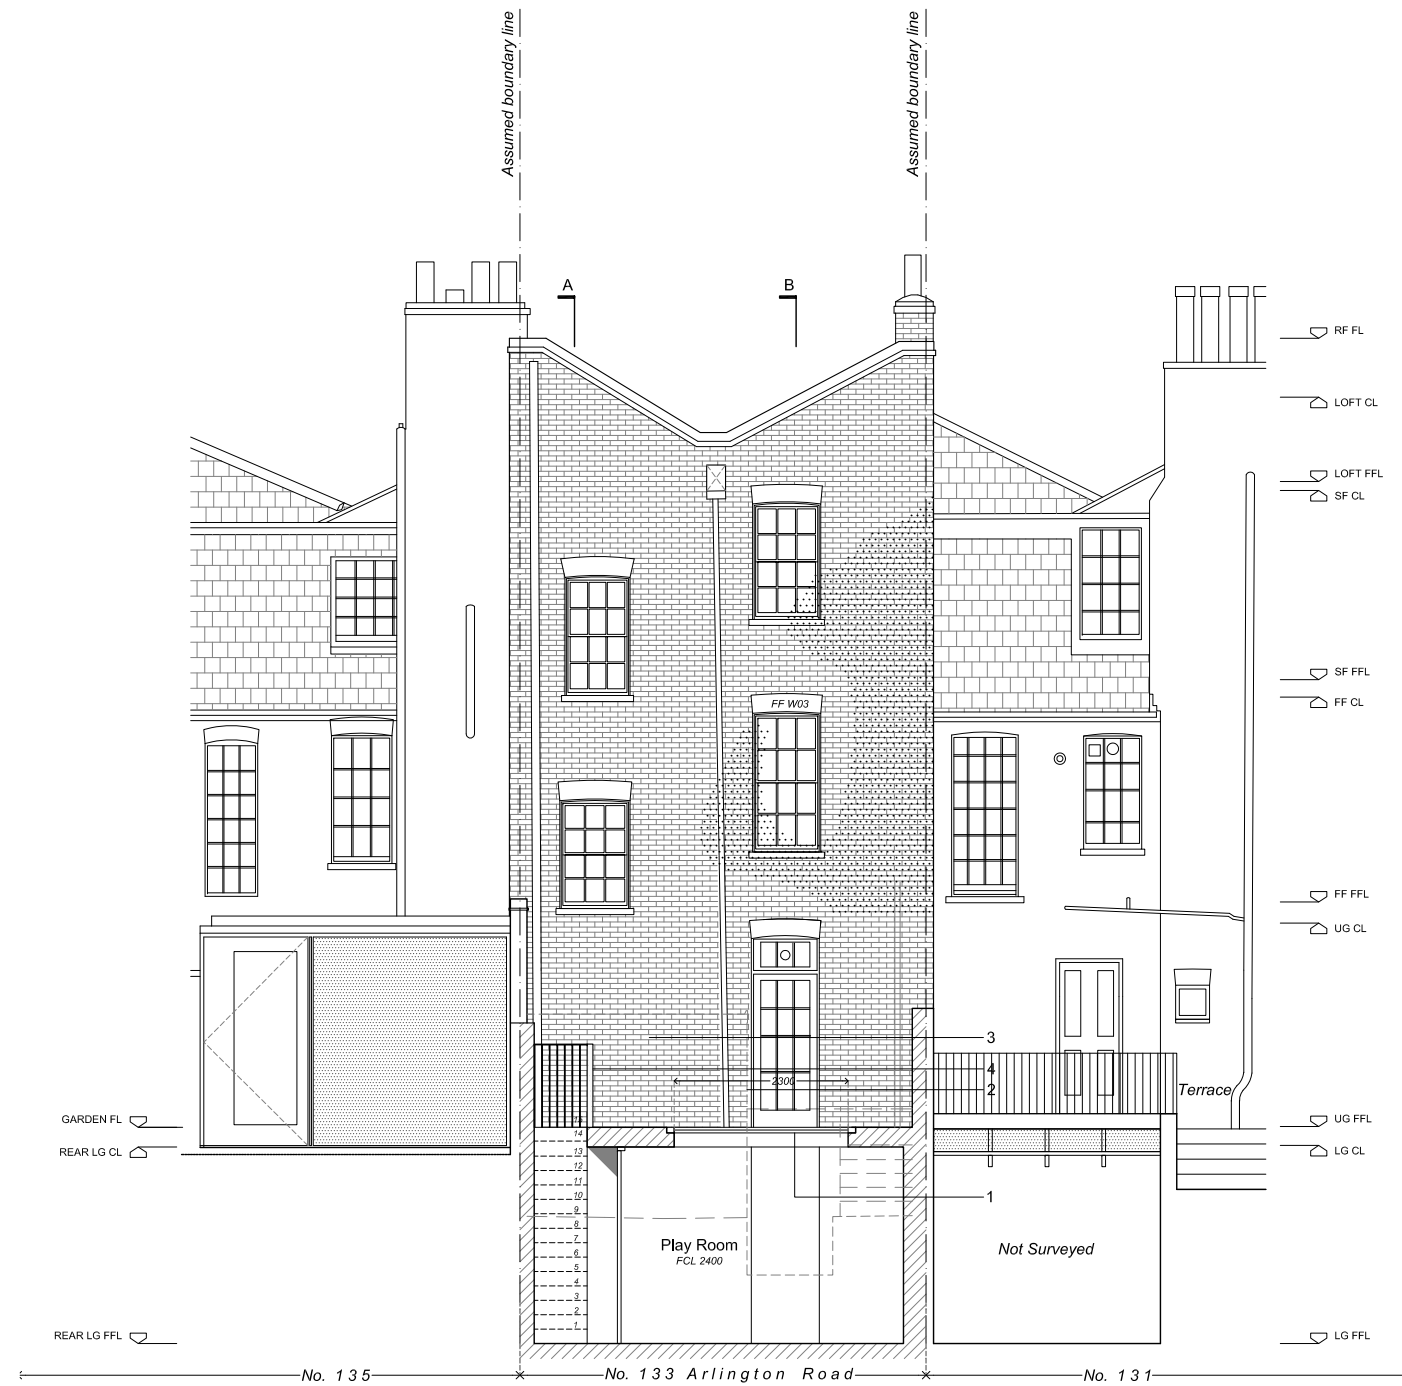 Assumed boundary line
Assumed boundary line
A
B
RF FL
LOFT CL
LOFT FFL
SF CL
SF FFL
FF CL
FF W03
FF FFL
UG CL
3
4
2300
2
Terrace
GARDEN FL
UG FFL
REAR LG CL
LG CL
15
14
13
12
11
10
9
8
7
6
5
4
3
2
1
1
Play Room
FCL 2400
Not Surveyed
REAR LG FFL
LG FFL
No. 135
No. 133 Arlington Road
No. 131